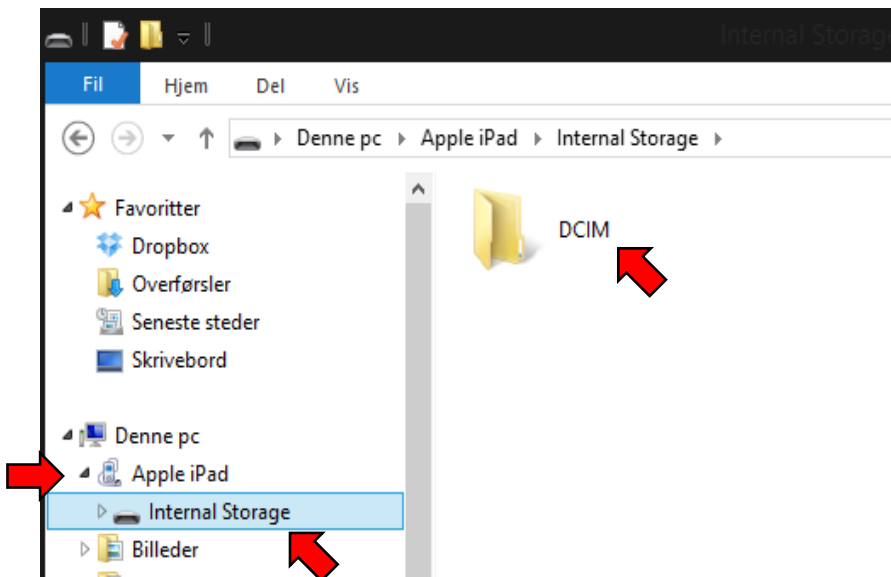 Internal Storage
Fil Hjem Del Vis
Denne pc Apple iPad Internal Storage
Favoritter
Dropbox
Overførsler
Seneste steder
Skrivebord
Denne pc
Apple iPad
Internal Storage
Billeder
DCIM